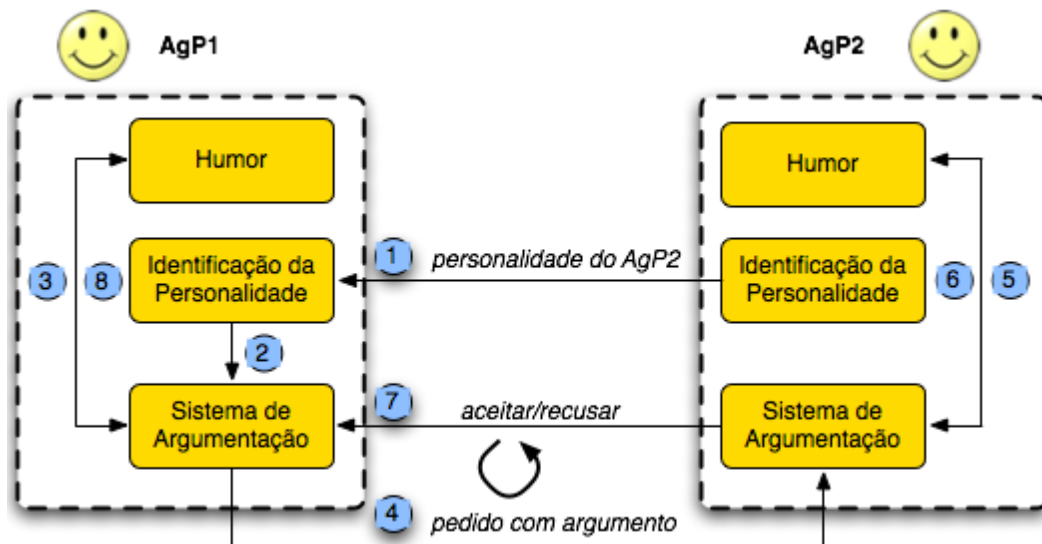 AgP1
AgP2
Humor
Humor
1
personalidade do AgP2
Identificação da
Personalidade
Identificação da
Personalidade
3
8
6
5
2
7
aceitar/recusar
Sistema de
Argumentação
Sistema de
Argumentação
4
pedido com argumento